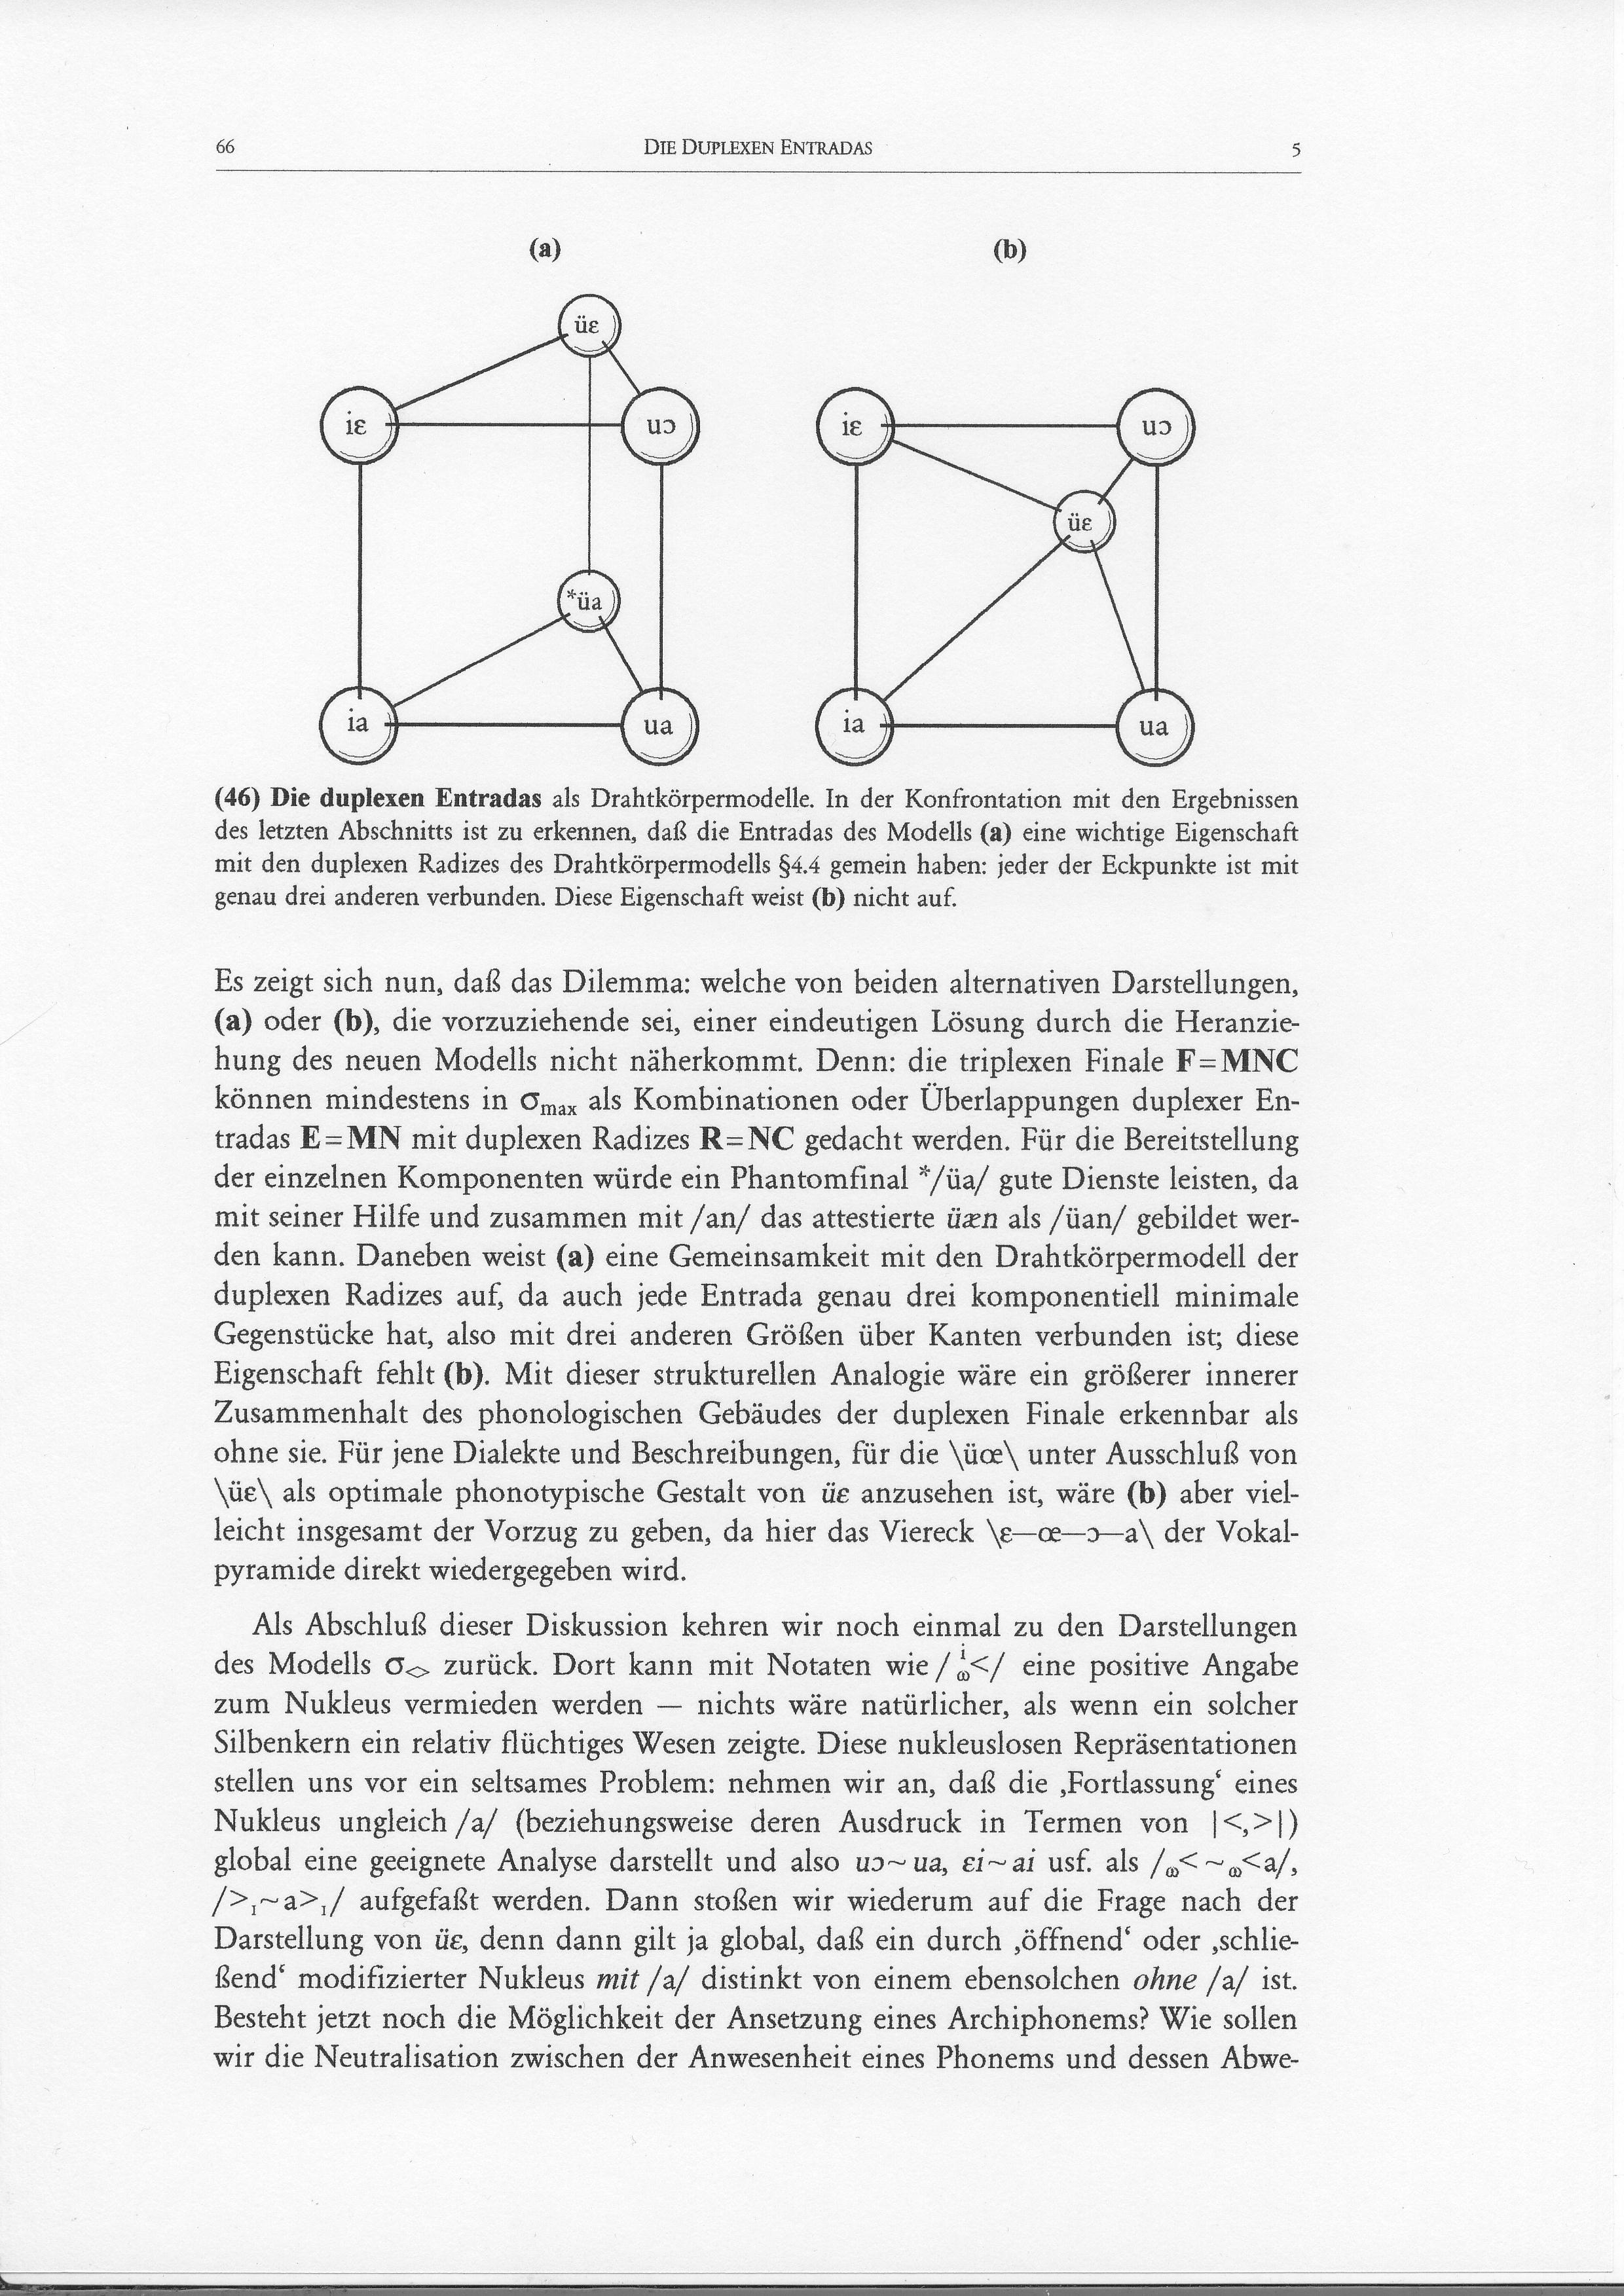 66 DIE DUPLEXEN ENTRADAS 5
(a) (b)
üɛ
iɛ uɔ iɛ uɔ
üɛ
*üa
ia ua ia ua
(46) Die duplexen Entradas als Drahtkörpermodelle. In der Konfrontation mit den Ergebnissen
des letzten Abschnitts ist zu erkennen, daß die Entradas des Modells (a) eine wichtige Eigenschaft
mit den duplexen Radizes des Drahtkörpermodells §4.4 gemein haben: jeder der Eckpunkte ist mit
genau drei anderen verbunden. Diese Eigenschaft weist (b) nicht auf.
Es zeigt sich nun, daß das Dilemma: welche von beiden alternativen Darstellungen,
(a) oder (b), die vorzuziehende sei, einer eindeutigen Lösung durch die Heranzie-
hung des neuen Modells nicht näherkommt. Denn: die triplexen Finale F=MNC
können mindestens in σmax als Kombinationen oder Überlappungen duplexer En-
tradas E=MN mit duplexen Radizes R=NC gedacht werden. Für die Bereitstellung
der einzelnen Komponenten würde ein Phantomfinal */üa/ gute Dienste leisten, da
mit seiner Hilfe und zusammen mit /an/ das attestierte üæn als /üan/ gebildet wer-
den kann. Daneben weist (a) eine Gemeinsamkeit mit den Drahtkörpermodell der
duplexen Radizes auf, da auch jede Entrada genau drei komponentiell minimale
Gegenstücke hat, also mit drei anderen Größen über Kanten verbunden ist; diese
Eigenschaft fehlt (b). Mit dieser strukturellen Analogie wäre ein größerer innerer
Zusammenhalt des phonologischen Gebäudes der duplexen Finale erkennbar als
ohne sie. Für jene Dialekte und Beschreibungen, für die \üœ\ unter Ausschluß von
\üɛ\ als optimale phonotypische Gestalt von üɛ anzusehen ist, wäre (b) aber viel-
leicht insgesamt der Vorzug zu geben, da hier das Viereck \ɛ—œ—ɔ—a\ der Vokal-
pyramide direkt wiedergegeben wird.
Als Abschluß dieser Diskussion kehren wir noch einmal zu den Darstellungen
des Modells σ<> zurück. Dort kann mit Notaten wie /i̇ω</ eine positive Angabe
zum Nukleus vermieden werden — nichts wäre natürlicher, als wenn ein solcher
Silbenkern ein relativ flüchtiges Wesen zeigte. Diese nukleuslosen Repräsentationen
stellen uns vor ein seltsames Problem: nehmen wir an, daß die ‚Fortlassung‘ eines
Nukleus ungleich /a/ (beziehungsweise deren Ausdruck in Termen von |<,>|)
global eine geeignete Analyse darstellt und also uɔ~ua, ɛi~ai usf. als /ω<~ω<a/,
/>ı~a>ı/ aufgefaßt werden. Dann stoßen wir wiederum auf die Frage nach der
Darstellung von üɛ, denn dann gilt ja global, daß ein durch ‚öffnend‘ oder ‚schlie-
ßend‘ modifizierter Nukleus mit /a/ distinkt von einem ebensolchen ohne /a/ ist.
Besteht jetzt noch die Möglichkeit der Ansetzung eines Archiphonems? Wie sollen
wir die Neutralisation zwischen der Anwesenheit eines Phonems und dessen Abwe-